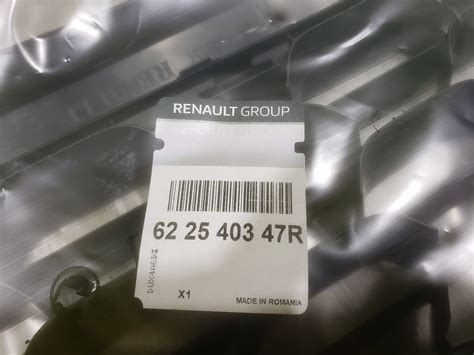 RENAULT GROUP
62 25 403 47R
X1
MADE IN ROMANIA